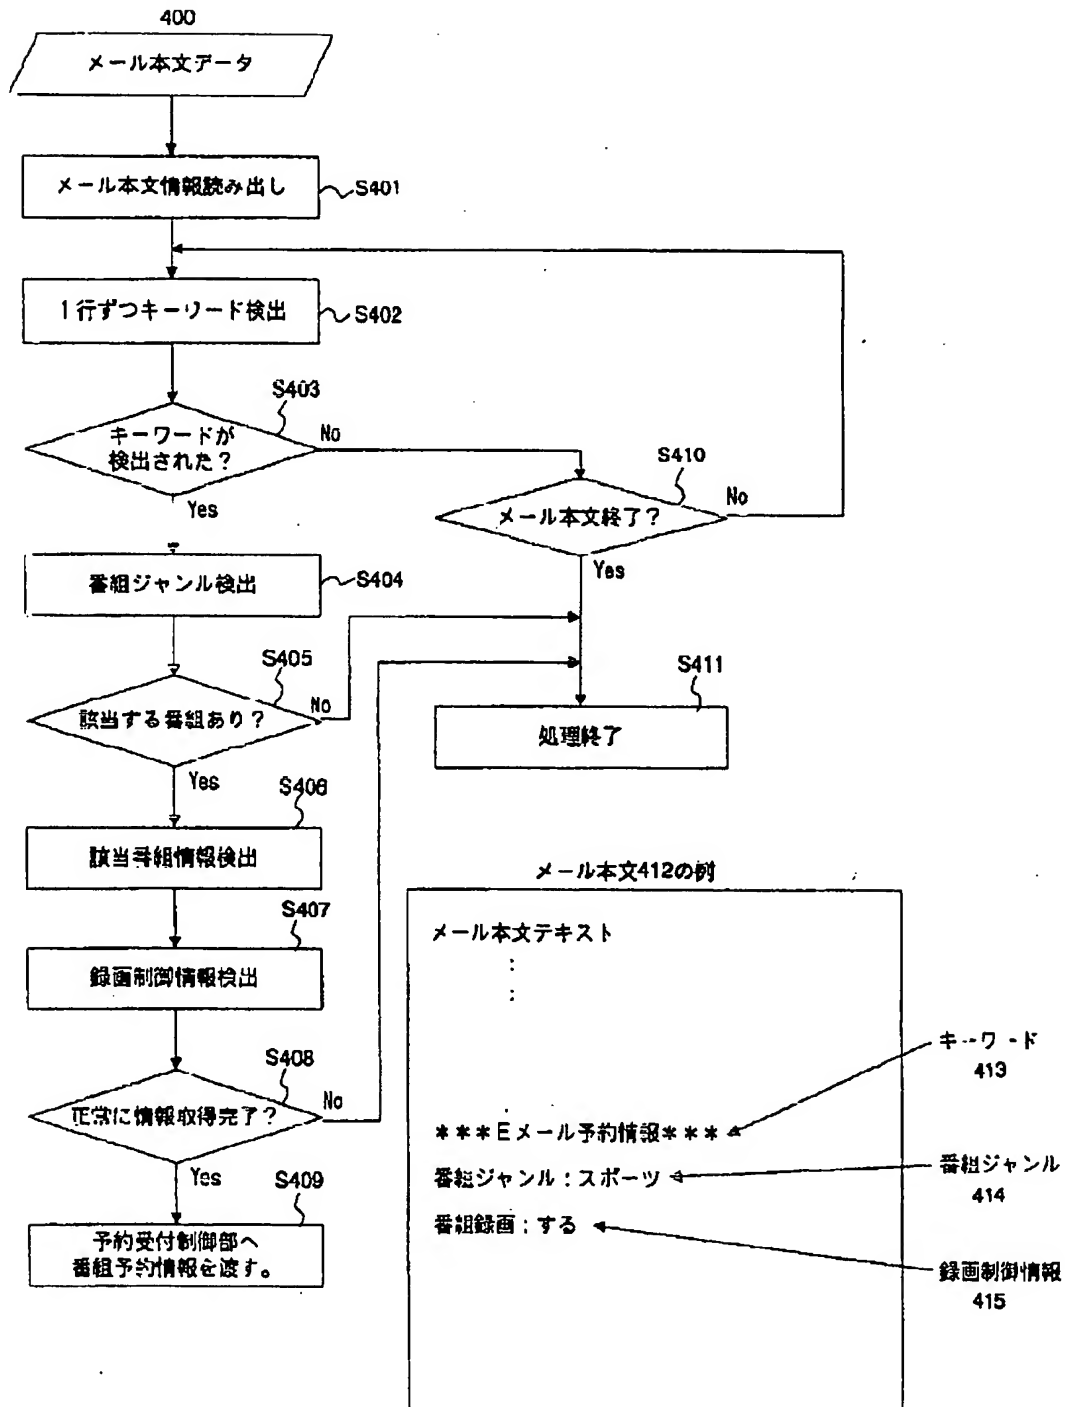 400
メール本文データ
メール本文情報読み出し
S401
1行ずつキーワード検出
S402
S403
キーワードが
検出された？
No
Yes
S410
メール本文終了？
No
Yes
番組ジャンル検出
S404
S405
該当する番組あり？
No
Yes
S411
処理終了
S406
該当番組情報検出
S407
録画制御情報検出
S408
正常に情報取得完了？
No
Yes
S409
予約受付制御部へ
番組予約情報を渡す。
メール本文412の例
メール本文テキスト
:
:
***Eメール予約情報***
番組ジャンル：スポーツ
番組録画：する
キーワード
413
番組ジャンル
414
録画制御情報
415